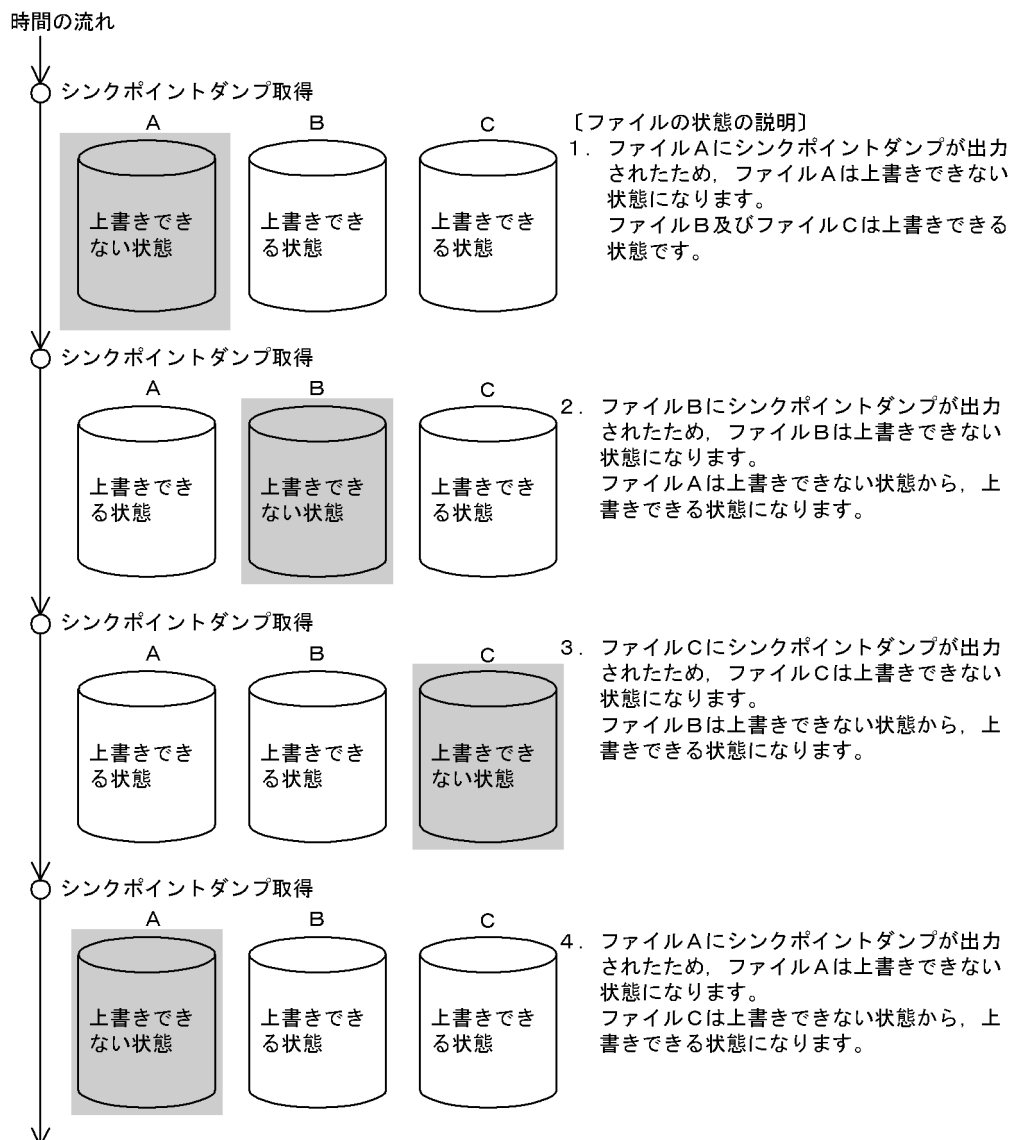 時間の流れ
シンクポイントダンプ取得
A
B
C
上書きでき
ない状態
上書きでき
る状態
上書きでき
る状態
〔ファイルの状態の説明〕
1．ファイルAにシンクポイントダンプが出力
されたため，ファイルAは上書きできない
状態になります。
ファイルB及びファイルCは上書きできる
状態です。
シンクポイントダンプ取得
A
B
C
上書きでき
る状態
上書きでき
ない状態
上書きでき
る状態
2．ファイルBにシンクポイントダンプが出力
されたため，ファイルBは上書きできない
状態になります。
ファイルAは上書きできない状態から，上
書きできる状態になります。
シンクポイントダンプ取得
A
B
C
上書きでき
る状態
上書きでき
る状態
上書きでき
ない状態
3．ファイルCにシンクポイントダンプが出力
されたため，ファイルCは上書きできない
状態になります。
ファイルBは上書きできない状態から，上
書きできる状態になります。
シンクポイントダンプ取得
A
B
C
上書きでき
ない状態
上書きでき
る状態
上書きでき
る状態
4．ファイルAにシンクポイントダンプが出力
されたため，ファイルAは上書きできない
状態になります。
ファイルCは上書きできない状態から，上
書きできる状態になります。